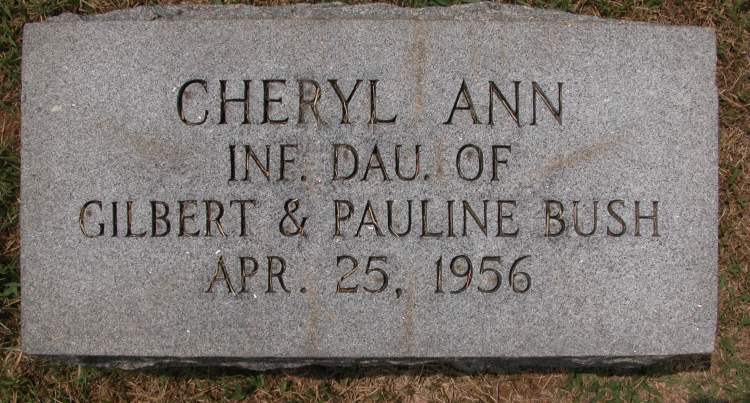 CHERYL ANN
INF. DAU. OF
GILBERT & PAULINE BUSH
APR. 25, 1956